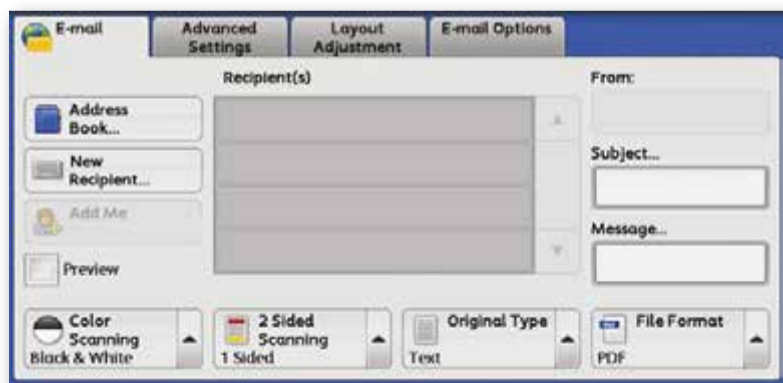 E-mail
Advanced
Settings
Layout
Adjustment
E-mail Options
Recipient(s)
From:
Address
Book...
New
Recipient...
Add Me
Preview
Subject...
Message...
Color
Scanning
Black & White
2 Sided
Scanning
1 Sided
Original Type
Text
File Format
PDF